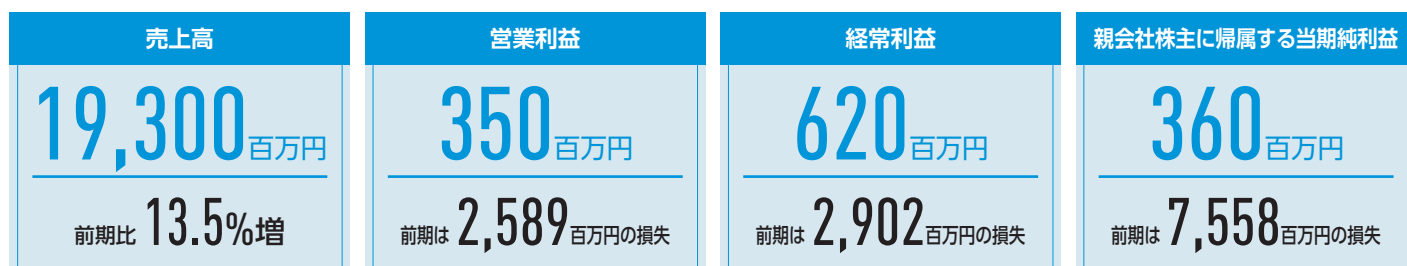 売上高
19,300百万円
前期比 13.5%増
営業利益
350百万円
前期は 2,589百万円の損失
経常利益
620百万円
前期は 2,902百万円の損失
親会社株主に帰属する当期純利益
360百万円
前期は 7,558百万円の損失